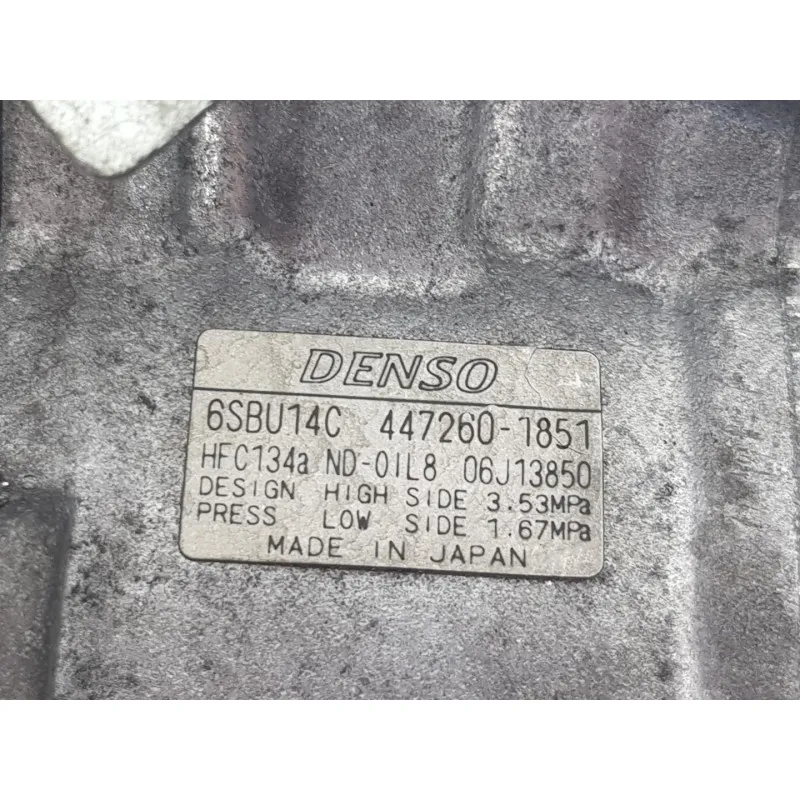 DENSO
6SBU14C 447260-1851
HFC134a ND-OIL8 06J13850
DESIGN HIGH SIDE 3.53MPa
PRESS LOW SIDE 1.67MPa
MADE IN JAPAN